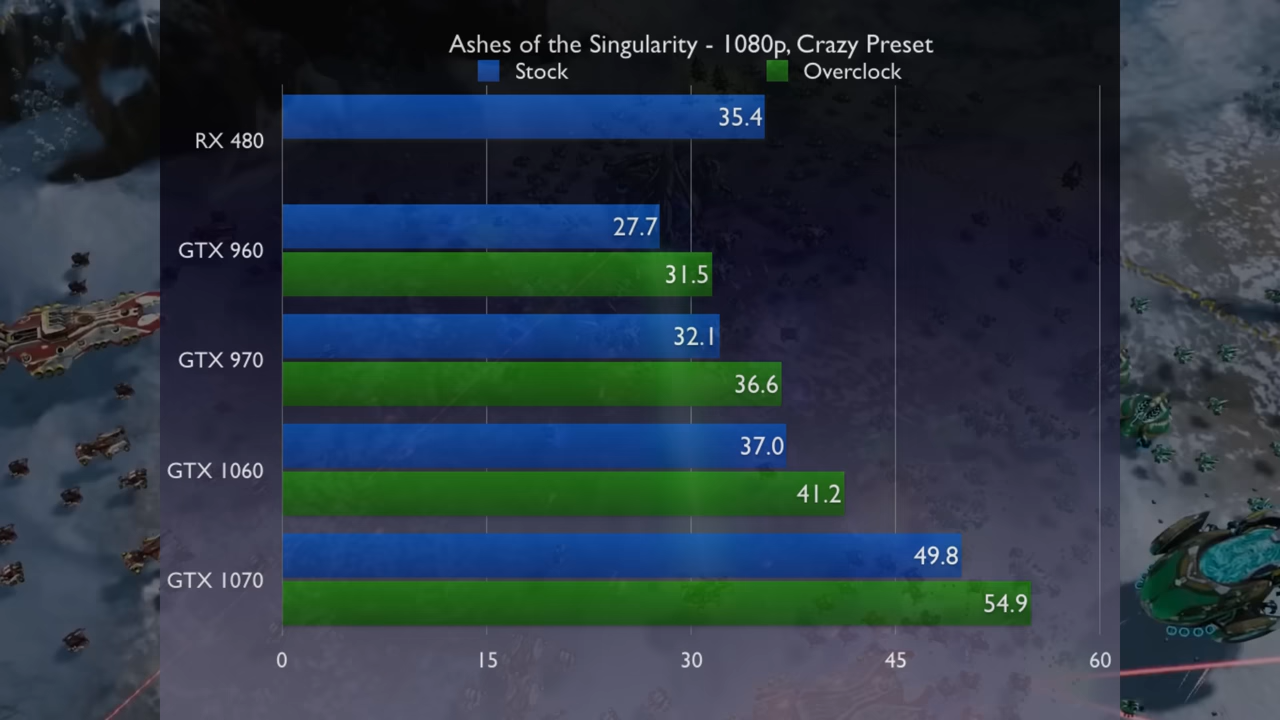 Ashes of the Singularity - 1080p, Crazy Preset
Stock Overclock
RX 480 35.4
GTX 960 27.7
31.5
GTX 970 32.1
36.6
GTX 1060 37.0
41.2
GTX 1070 49.8
54.9
0 15 30 45 60